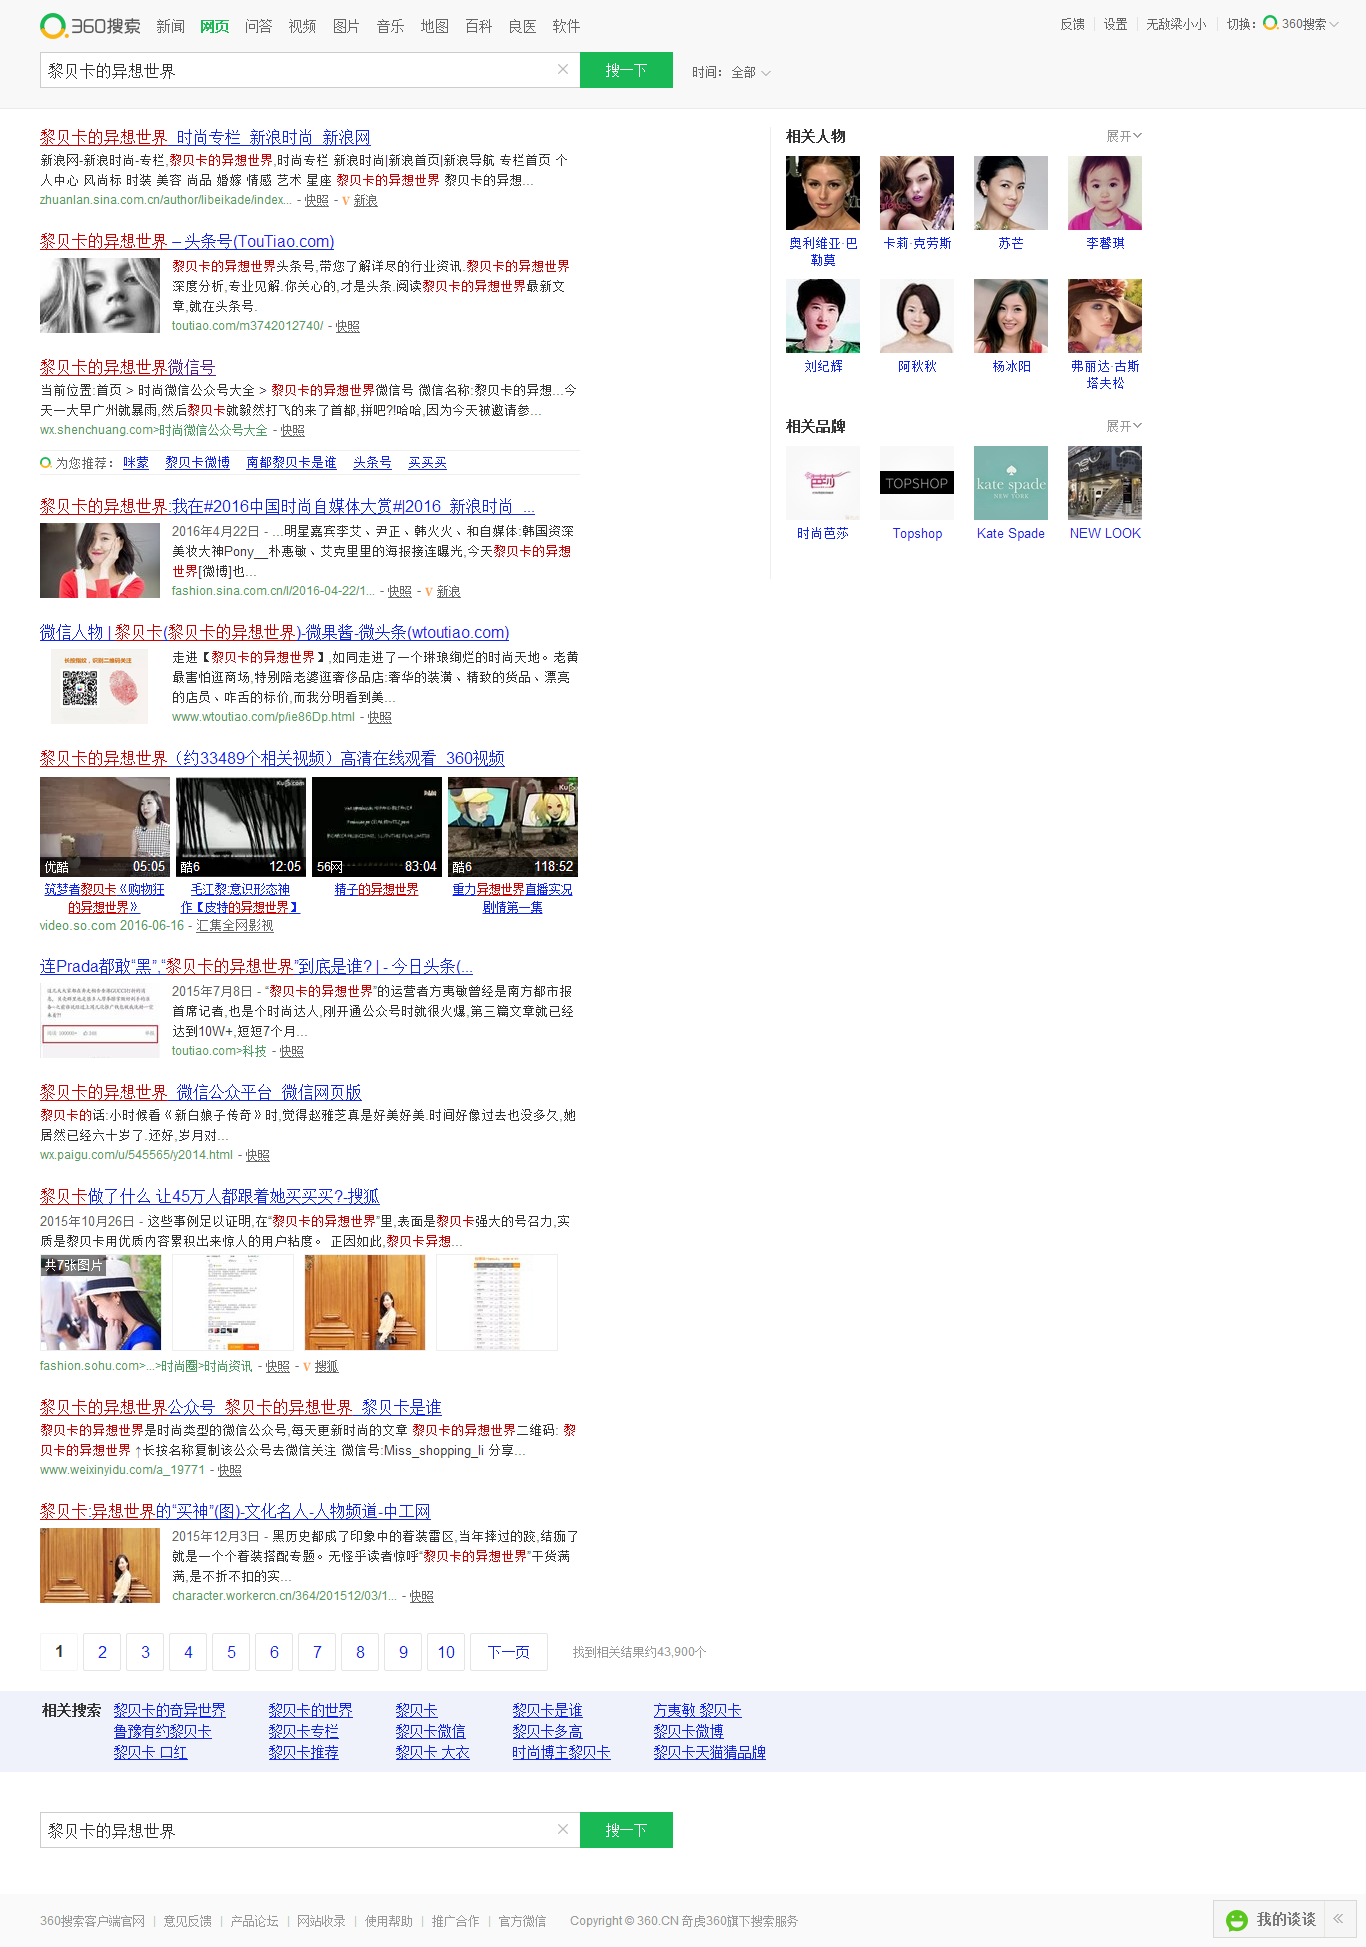 360搜索 新闻 网页 问答 视频 图片 音乐 地图 百科 良医 软件
反馈 设置 无敌梁小小 切换: 360搜索
黎贝卡的异想世界 × 搜一下 时间: 全部
黎贝卡的异想世界_时尚专栏_新浪时尚_新浪网
新浪网-新浪时尚-专栏,黎贝卡的异想世界,时尚专栏 新浪时尚|新浪首页|新浪导航 专栏首页 个
人中心 风尚标 时装 美容 尚品 婚嫁 情感 艺术 星座 黎贝卡的异想世界 黎贝卡的异想...
zhuanlan.sina.com.cn/author/libeikade/index... - 快照 - V 新浪
黎贝卡的异想世界 – 头条号(TouTiao.com)
黎贝卡的异想世界头条号,带您了解详尽的行业资讯.黎贝卡的异想世界
深度分析,专业见解.你关心的,才是头条.阅读黎贝卡的异想世界最新文
章,就在头条号.
toutiao.com/m3742012740/ - 快照
黎贝卡的异想世界微信号
当前位置:首页 > 时尚微信公众号大全 > 黎贝卡的异想世界微信号 微信名称:黎贝卡的异想...今
天一大早广州就暴雨,然后黎贝卡就毅然打飞的来了首都,拼吧?!哈哈,因为今天被邀请参...
wx.shenchuang.com>时尚微信公众号大全 - 快照
为您推荐: 咪蒙 黎贝卡微博 南都黎贝卡是谁 头条号 买买买
黎贝卡的异想世界:我在#2016中国时尚自媒体大赏#|2016_新浪时尚_...
2016年4月22日 - ...明星嘉宾李艾、尹正、韩火火、和自媒体:韩国资深
美妆大神Pony__朴惠敏、艾克里里的海报接连曝光,今天黎贝卡的异想
世界[微博]也...
fashion.sina.com.cn/l/2016-04-22/1... - 快照 - V 新浪
微信人物 | 黎贝卡(黎贝卡的异想世界)-微果酱-微头条(wtoutiao.com)
长按指纹，识别二维码关注
走进【黎贝卡的异想世界】,如同走进了一个琳琅绚烂的时尚天地。老黄
最害怕逛商场,特别陪老婆逛奢侈品店:奢华的装潢、精致的货品、漂亮
的店员、咋舌的标价,而我分明看到美...
www.wtoutiao.com/p/ie86Dp.html - 快照
黎贝卡的异想世界（约33489个相关视频）高清在线观看_360视频
优酷 05:05 酷6 12:05 56网 83:04 酷6 118:52
筑梦者黎贝卡《购物狂 毛江黎:意识形态神 精子的异想世界 重力异想世界直播实况
的异想世界》 作【皮特的异想世界】 剧情第一集
video.so.com 2016-06-16 - 汇集全网影视
连Prada都敢“黑”,“黎贝卡的异想世界”到底是谁? | - 今日头条(...
2015年7月8日 - “黎贝卡的异想世界”的运营者方夷敏曾经是南方都市报
首席记者,也是个时尚达人,刚开通公众号时就很火爆,第三篇文章就已经
达到10W+,短短7个月...
toutiao.com>科技 - 快照
黎贝卡的异想世界_微信公众平台_微信网页版
黎贝卡的话:小时候看《新白娘子传奇》时,觉得赵雅芝真是好美好美.时间好像过去也没多久,她
居然已经六十岁了.还好,岁月对...
wx.paigu.com/u/545565/y2014.html - 快照
黎贝卡做了什么 让45万人都跟着她买买买?-搜狐
2015年10月26日 - 这些事例足以证明,在“黎贝卡的异想世界”里,表面是黎贝卡强大的号召力,实
质是黎贝卡用优质内容累积出来惊人的用户粘度。 正因如此,黎贝卡异想...
共7张图片
fashion.sohu.com>...>时尚圈>时尚资讯 - 快照 - V 搜狐
黎贝卡的异想世界公众号_黎贝卡的异想世界_黎贝卡是谁
黎贝卡的异想世界是时尚类型的微信公众号,每天更新时尚的文章 黎贝卡的异想世界二维码: 黎
贝卡的异想世界 ↑长按名称复制该公众号去微信关注 微信号:Miss_shopping_li 分享...
www.weixinyidu.com/a_19771 - 快照
黎贝卡:异想世界的“买神”(图)-文化名人-人物频道-中工网
2015年12月3日 - 黑历史都成了印象中的着装雷区,当年摔过的跤,结痂了
就是一个个着装搭配专题。无怪乎读者惊呼“黎贝卡的异想世界”干货满
满,是不折不扣的实...
character.workercn.cn/364/201512/03/1... - 快照
1 2 3 4 5 6 7 8 9 10 下一页 找到相关结果约43,900个
相关人物 展开
奥利维亚·巴 卡莉·克劳斯 苏芒 李馨琪
勒莫
刘纪辉 阿秋秋 杨冰阳 弗丽达·古斯
塔夫松
相关品牌 展开
TOPSHOP kate spade
NEW YORK
时尚芭莎 Topshop Kate Spade NEW LOOK
相关搜索 黎贝卡的奇异世界 黎贝卡的世界 黎贝卡 黎贝卡是谁 方夷敏 黎贝卡
鲁豫有约黎贝卡 黎贝卡专栏 黎贝卡微信 黎贝卡多高 黎贝卡微博
黎贝卡 口红 黎贝卡推荐 黎贝卡 大衣 时尚博主黎贝卡 黎贝卡天猫猜品牌
黎贝卡的异想世界 × 搜一下
360搜索客户端官网 | 意见反馈 | 产品论坛 | 网站收录 | 使用帮助 | 推广合作 | 官方微信 Copyright © 360.CN 奇虎360旗下搜索服务
我的谈谈 «